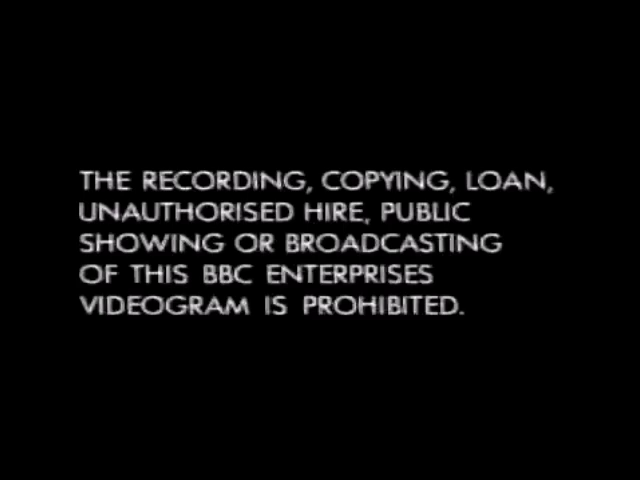 THE RECORDING, COPYING, LOAN,
UNAUTHORISED HIRE, PUBLIC
SHOWING OR BROADCASTING
OF THIS BBC ENTERPRISES
VIDEOGRAM IS PROHIBITED.